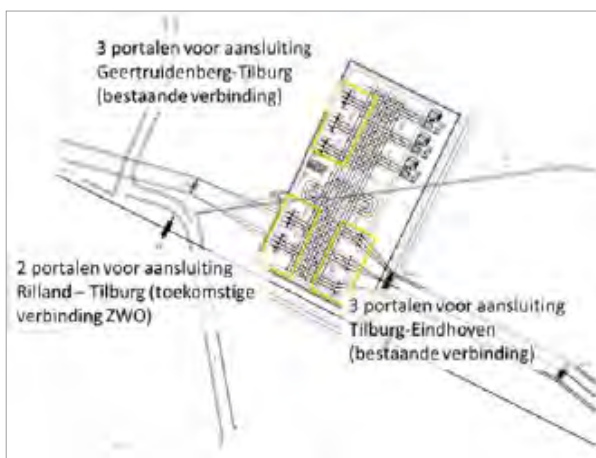 3 portalen voor aansluiting
Geertruidenberg-Tilburg
(bestaande verbinding)
2 portalen voor aansluiting
Rilland – Tilburg (toekomstige
verbinding ZWO)
3 portalen voor aansluiting
Tilburg-Eindhoven
(bestaande verbinding)